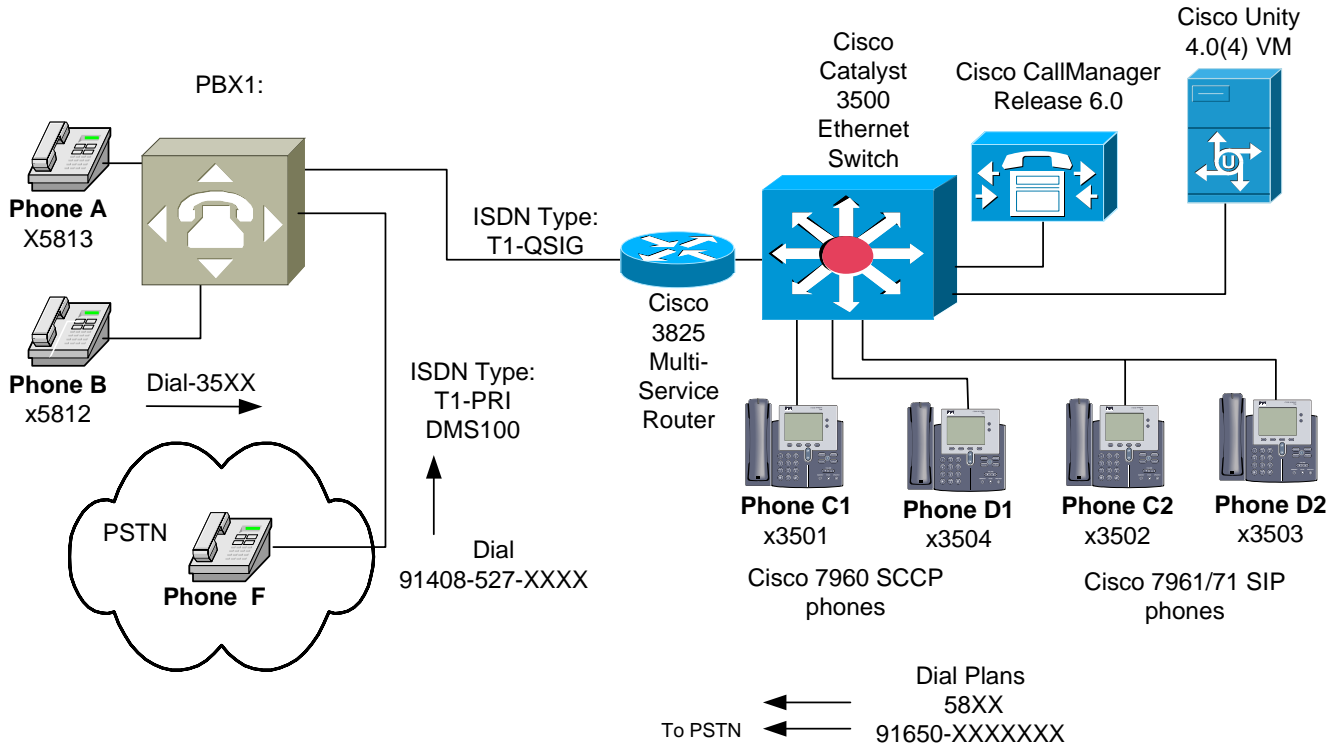 Cisco Unity
4.0(4) VM
Cisco
Catalyst
3500
Ethernet
Switch
Cisco CallManager
Release 6.0
PBX1:
Phone A
X5813
ISDN Type:
T1-QSIG
Cisco
3825
Multi-
Service
Router
Phone B
x5812
Dial-35XX
ISDN Type:
T1-PRI
DMS100
PSTN
Phone F
Dial
91408-527-XXXX
Phone C1
x3501
Phone D1
x3504
Phone C2
x3502
Phone D2
x3503
Cisco 7960 SCCP
phones
Cisco 7961/71 SIP
phones
Dial Plans
58XX
To PSTN
91650-XXXXXXX
U